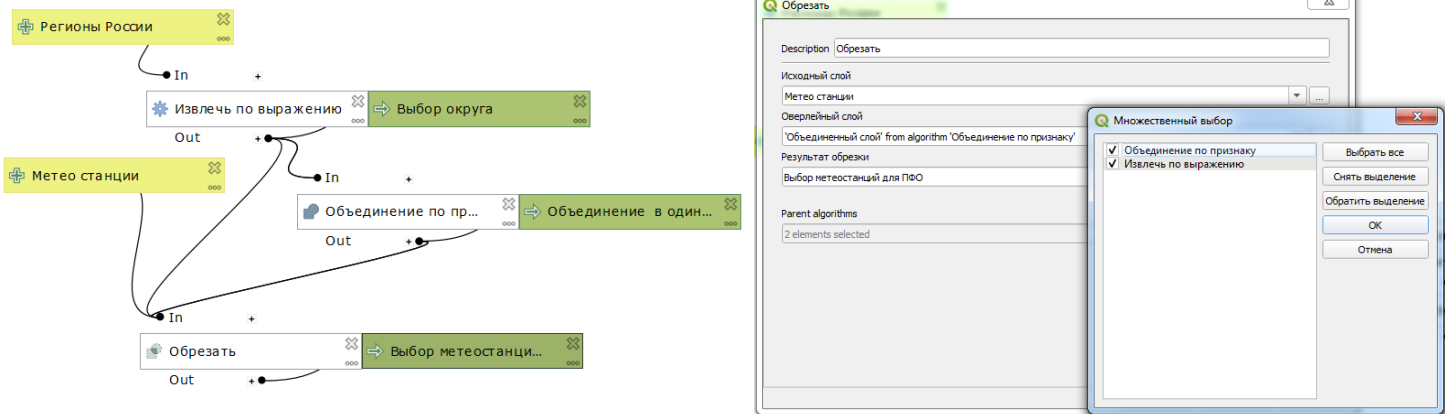 Регионы России
In
Извлечь по выражению
Выбор округа
Out
Метео станции
In
Объединение по пр...
Объединение в один...
Out
In
Обрезать
Выбор метеостанци...
Out
Обрезать
Description
Обрезать
Исходный слой
Метео станции
...
Оверлейный слой
'Объединенный слой' from algorithm 'Объединение по признаку'
Результат обрезки
Выбор метеостанций для ПФО
Parent algorithms
2 elements selected
Множественный выбор
Объединение по признаку
Извлечь по выражению
Выбрать все
Снять выделение
Обратить выделение
OK
Отмена